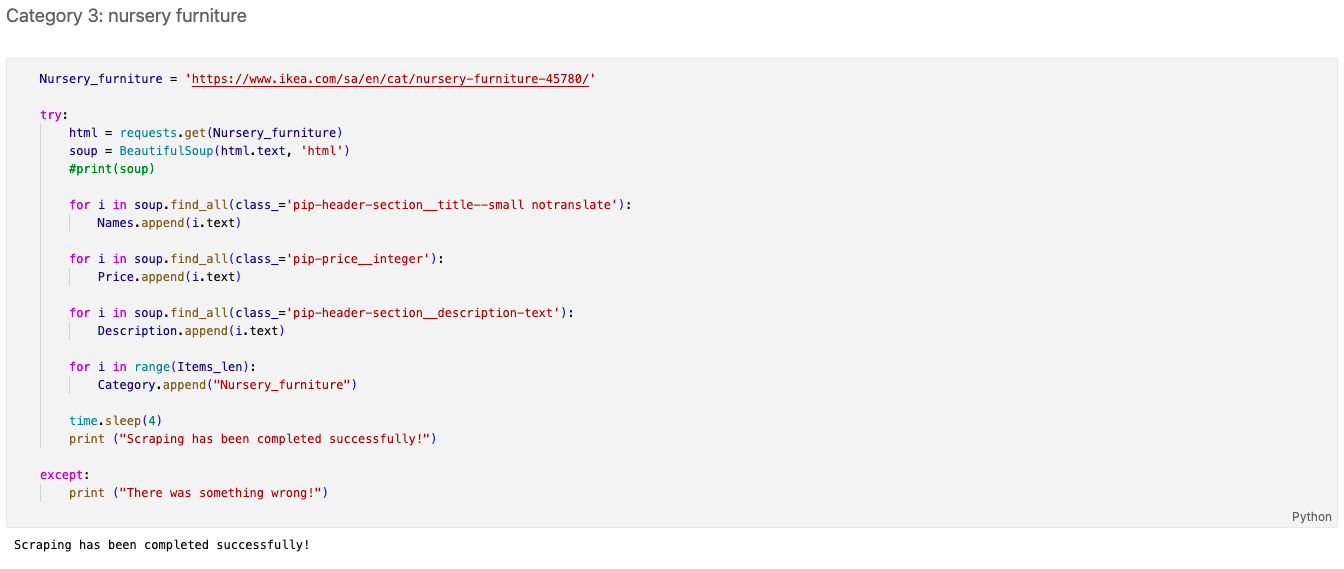 Category 3: nursery furniture
Nursery_furniture = 'https://www.ikea.com/sa/en/cat/nursery-furniture-45780/'
try:
html = requests.get(Nursery_furniture)
soup = BeautifulSoup(html.text, 'html')
#print(soup)
for i in soup.find_all(class_='pip-header-section__title--small notranslate'):
Names.append(i.text)
for i in soup.find_all(class_='pip-price__integer'):
Price.append(i.text)
for i in soup.find_all(class_='pip-header-section__description-text'):
Description.append(i.text)
for i in range(Items_len):
Category.append("Nursery_furniture")
time.sleep(4)
print ("Scraping has been completed successfully!")
except:
print ("There was something wrong!")
Python
Scraping has been completed successfully!